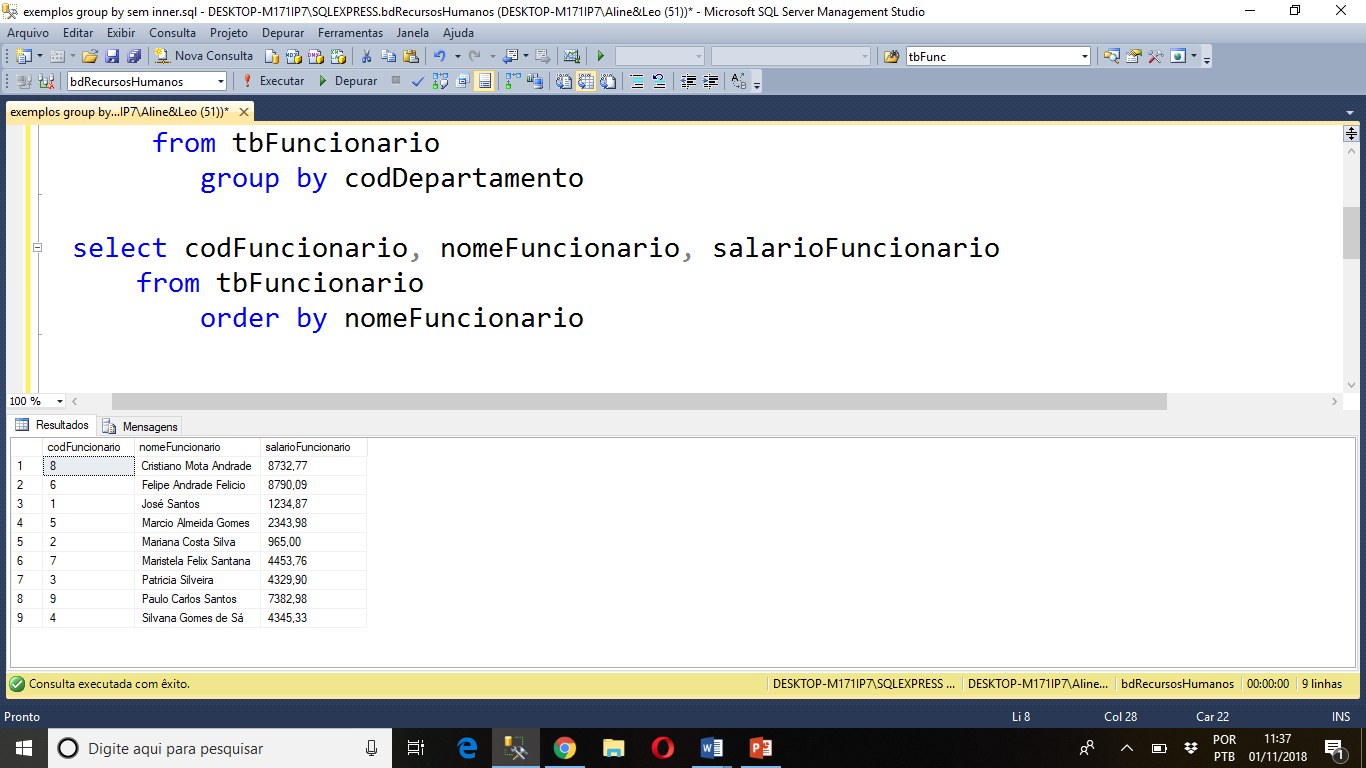 exemplos group by sem inner.sql - DESKTOP-M171IP7\SQLEXPRESS.bdRecursosHumanos (DESKTOP-M171IP7\Aline&Leo (51))* - Microsoft SQL Server Management Studio
Arquivo Editar Exibir Consulta Projeto Depurar Ferramentas Janela Ajuda
Nova Consulta tbFunc
bdRecursosHumanos Executar Depurar
exemplos group by...IP7\Aline&Leo (51))*
from tbFuncionario
group by codDepartamento
select codFuncionario, nomeFuncionario, salarioFuncionario
from tbFuncionario
order by nomeFuncionario
100 %
Resultados Mensagens
codFuncionario nomeFuncionario salarioFuncionario
1 8 Cristiano Mota Andrade 8732,77
2 6 Felipe Andrade Felicio 8790,09
3 1 José Santos 1234,87
4 5 Marcio Almeida Gomes 2343,98
5 2 Mariana Costa Silva 965,00
6 7 Maristela Felix Santana 4453,76
7 3 Patricia Silveira 4329,90
8 9 Paulo Carlos Santos 7382,98
9 4 Silvana Gomes de Sá 4345,33
Consulta executada com êxito. DESKTOP-M171IP7\SQLEXPRESS ... DESKTOP-M171IP7\Aline... bdRecursosHumanos 00:00:00 9 linhas
Pronto Li 8 Col 28 Car 22 INS
Digite aqui para pesquisar
POR 11:37
PTB 01/11/2018 1